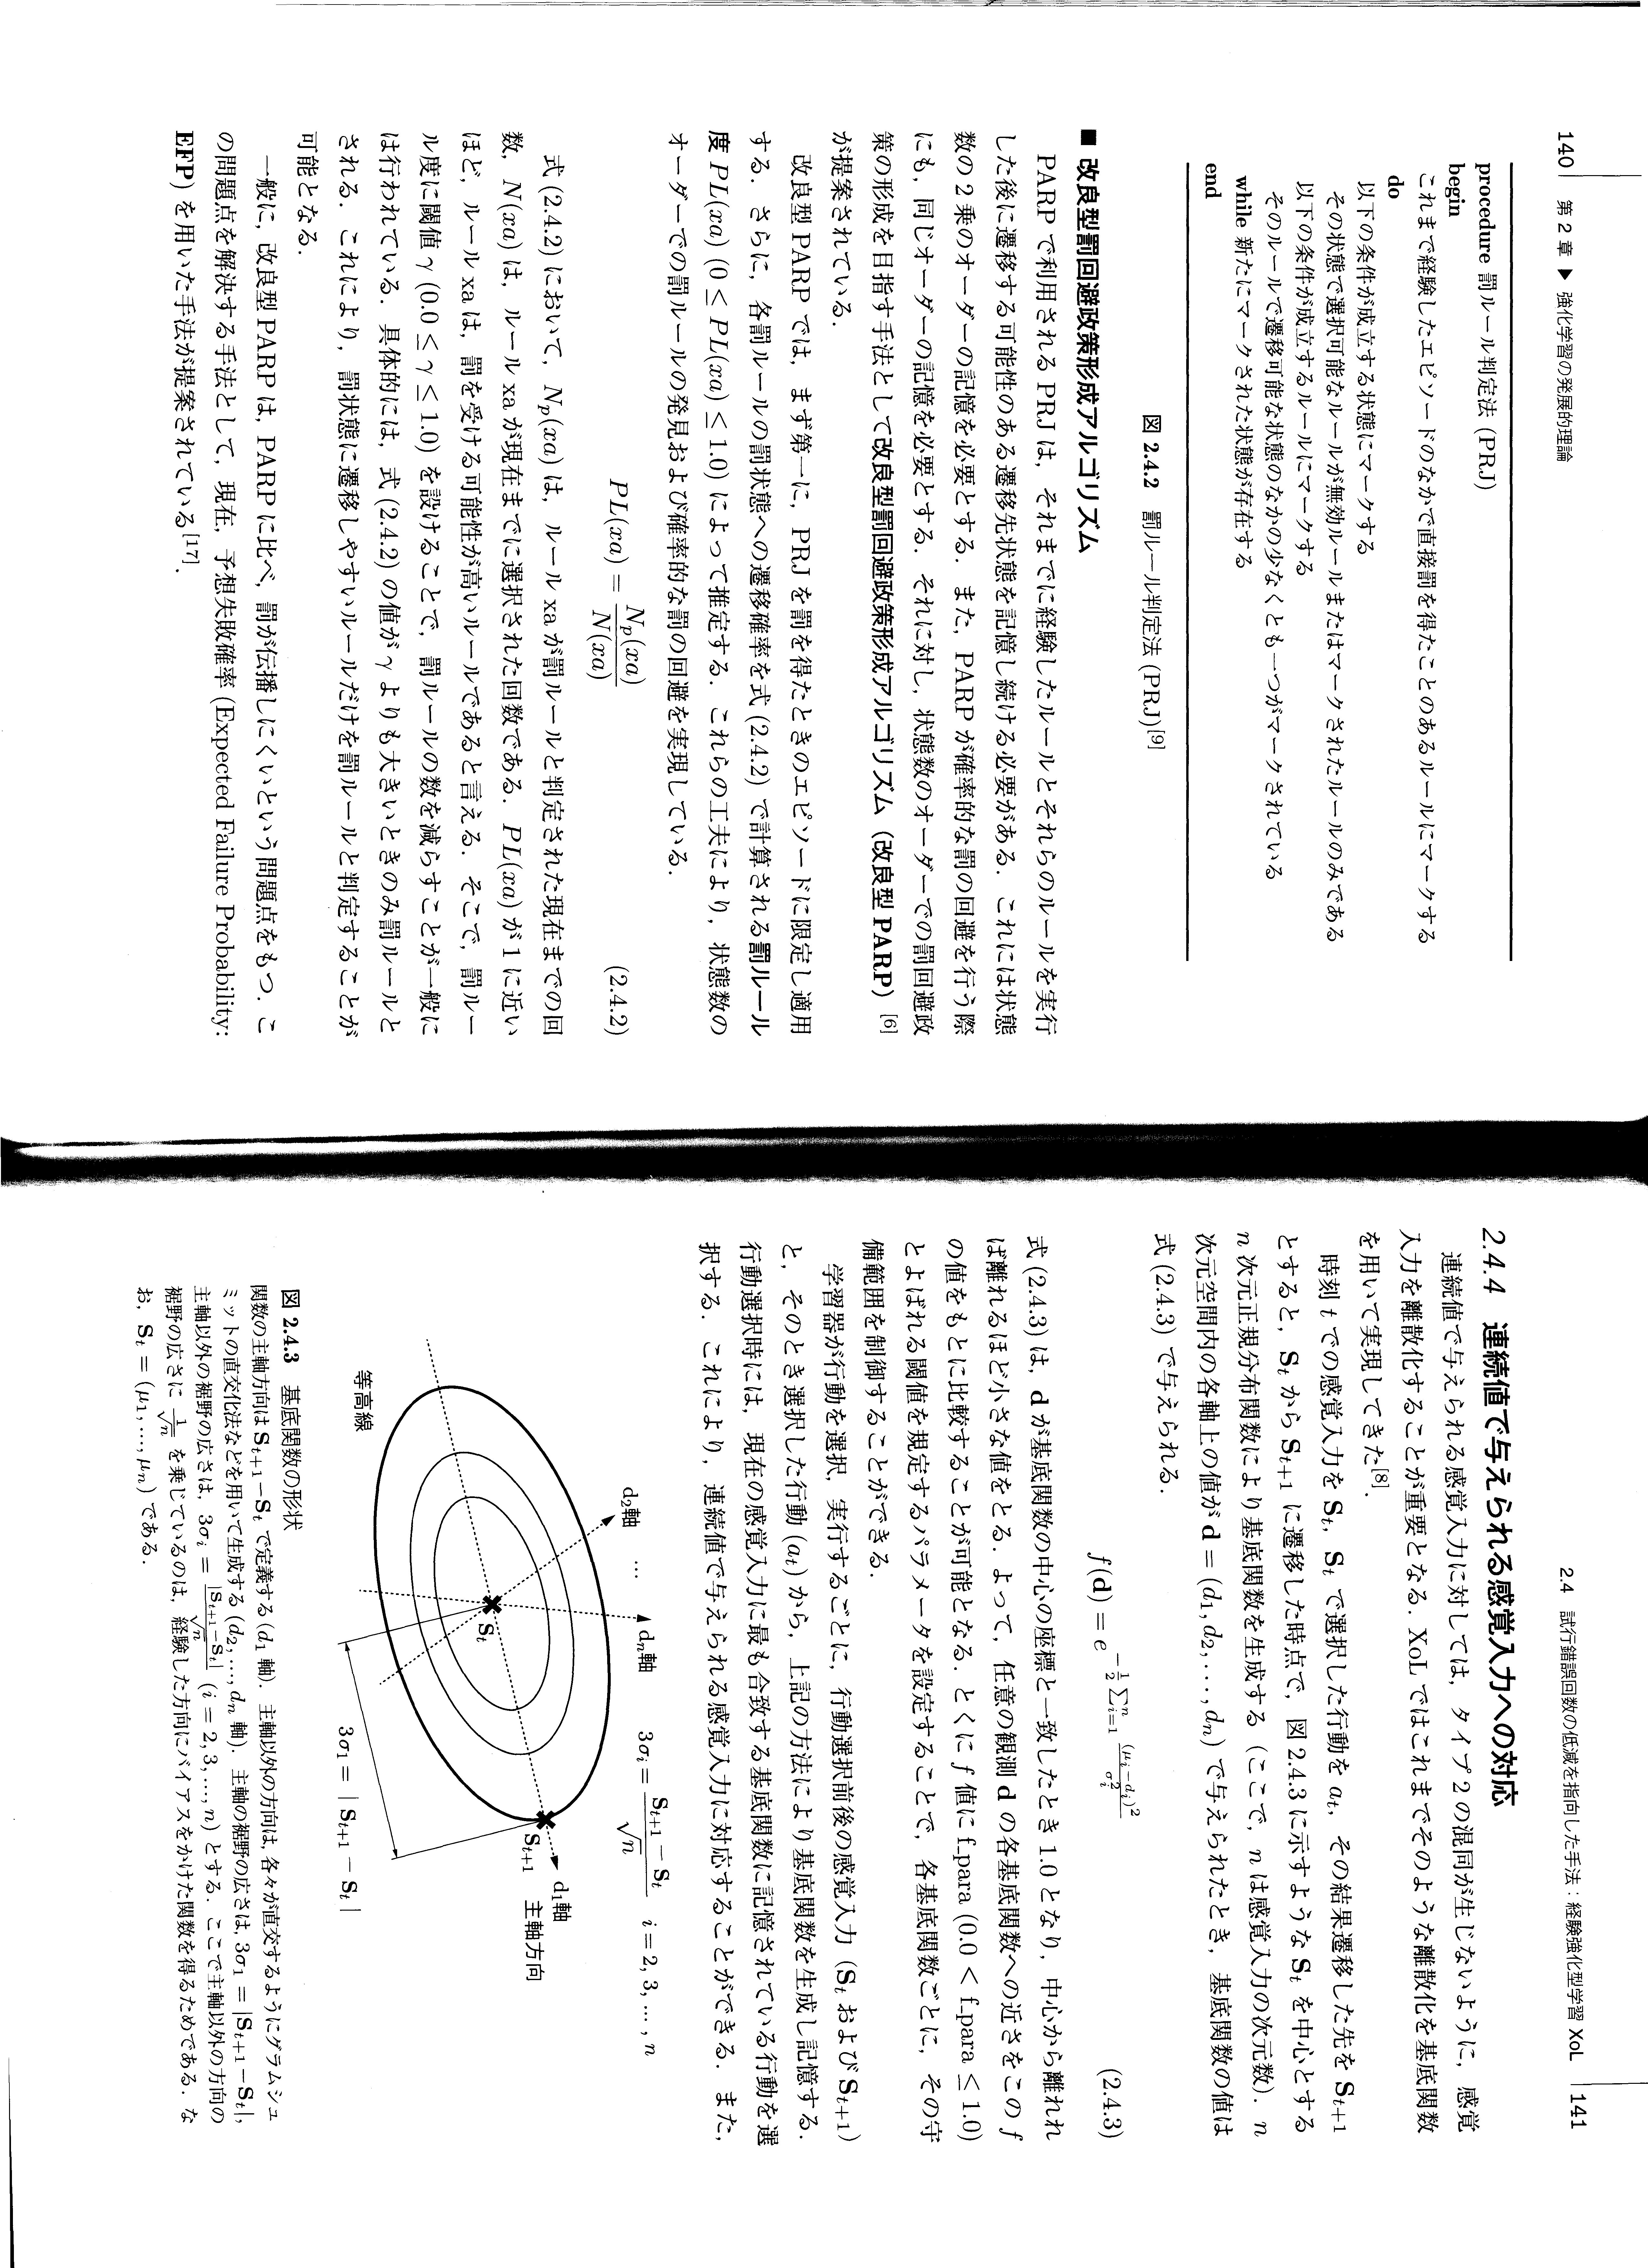 140 第2章 ▶ 強化学習の発展的理論
procedure 罰ルール判定法 (PRJ)
begin
これまで経験したエピソードのなかで直接罰を得たことのあるルールにマークする
do
以下の条件が成立する状態にマークする
その状態で選択可能なルールが無効ルールまたはマークされたルールのみである
以下の条件が成立するルールにマークする
そのルールで遷移可能な状態のなかの少なくとも一つがマークされている
while 新たにマークされた状態が存在する
end
図 2.4.2 罰ルール判定法 (PRJ)[9]
■ 改良型罰回避政策形成アルゴリズム
PARP で利用される PRJ は，それまでに経験したルールとそれらのルールを実行
した後に遷移する可能性のある遷移先状態を記憶し続ける必要がある．これには状態
数の 2 乗のオーダーの記憶を必要とする．また，PARP が確率的な罰の回避を行う際
にも，同じオーダーの記憶を必要とする．それに対し，状態数のオーダーでの罰回避政
策の形成を目指す手法として改良型罰回避政策形成アルゴリズム（改良型 PARP）[6]
が提案されている．
改良型 PARP では，まず第一に，PRJ を罰を得たときのエピソードに限定し適用
する．さらに，各罰ルールの罰状態への遷移確率を式 (2.4.2) で計算される罰ルール
度 PL(xa) (0 ≤ PL(xa) ≤ 1.0) によって推定する．これらの工夫により，状態数の
オーダーでの罰ルールの発見および確率的な罰の回避を実現している．
PL(xa) = Np(xa) / N(xa) (2.4.2)
式 (2.4.2) において，Np(xa) は，ルール xa が罰ルールと判定された現在までの回
数，N(xa) は，ルール xa が現在までに選択された回数である．PL(xa) が 1 に近い
ほど，ルール xa は，罰を受ける可能性が高いルールであると言える．そこで，罰ルー
ル度に閾値 γ (0.0 ≤ γ ≤ 1.0) を設けることで，罰ルールの数を減らすことが一般に
は行われている．具体的には，式 (2.4.2) の値が γ よりも大きいときのみ罰ルールと
される．これにより，罰状態に遷移しやすいルールだけを罰ルールと判定することが
可能となる．
一般に，改良型 PARP は，PARP に比べ，罰が伝播しにくいという問題点をもつ．こ
の問題点を解決する手法として，現在，予想失敗確率 (Expected Failure Probability:
EFP) を用いた手法が提案されている[17]．
2.4 試行錯誤回数の低減を指向した手法：経験強化型学習 XoL 141
2.4.4 連続値で与えられる感覚入力への対応
連続値で与えられる感覚入力に対しては，タイプ 2 の混同が生じないように，感覚
入力を離散化することが重要となる．XoL ではこれまでそのような離散化を基底関数
を用いて実現してきた[8]．
時刻 t での感覚入力を St，St で選択した行動を at，その結果遷移した先を St+1
とすると，St から St+1 に遷移した時点で，図 2.4.3 に示すような St を中心とする
n 次元正規分布関数により基底関数を生成する（ここで，n は感覚入力の次元数）．n
次元空間内の各軸上の値が d = (d1, d2, ..., dn) で与えられたとき，基底関数の値は
式 (2.4.3) で与えられる．
f(d) = e^{-1/2 Σ_{i=1}^{n} (μi−di)²/σi²} (2.4.3)
式 (2.4.3) は，d が基底関数の中心の座標と一致したとき 1.0 となり，中心から離れれ
ば離れるほど小さな値をとる．よって，任意の観測 d の各基底関数への近さをこの f
の値をもとに比較することが可能となる．とくに f 値に f_para (0.0 < f_para ≤ 1.0)
とよばれる閾値を規定するパラメータを設定することで，各基底関数ごとに，その守
備範囲を制御することができる．
学習器が行動を選択，実行するごとに，行動選択前後の感覚入力（St および St+1）
と，そのとき選択した行動 (at) から，上記の方法により基底関数を生成し記憶する．
行動選択時には，現在の感覚入力に最も合致する基底関数に記憶されている行動を選
択する．これにより，連続値で与えられる感覚入力に対応することができる．また，
d2軸 … dn軸
3σi = St+1 − St / √n i = 2, 3, ..., n
St
St+1
d1軸
主軸方向
等高線
3σ1 = | St+1 − St |
図 2.4.3 基底関数の形状
関数の主軸方向は St+1 − St で定義する (d1 軸)．主軸以外の方向は，各々が直交するようにグラムシュ
ミットの直交化法などを用いて生成する (d2, ..., dn 軸)．主軸の裾野の広さは，3σ1 = |St+1 − St|，
主軸以外の裾野の広さは，3σi = |St+1−St| / √n (i = 2, 3, ..., n) とする．ここで主軸以外の方向の
裾野の広さに 1/√n を乗じているのは，経験した方向にバイアスをかけた関数を得るためである．な
お，St = (μ1, ..., μn) である．